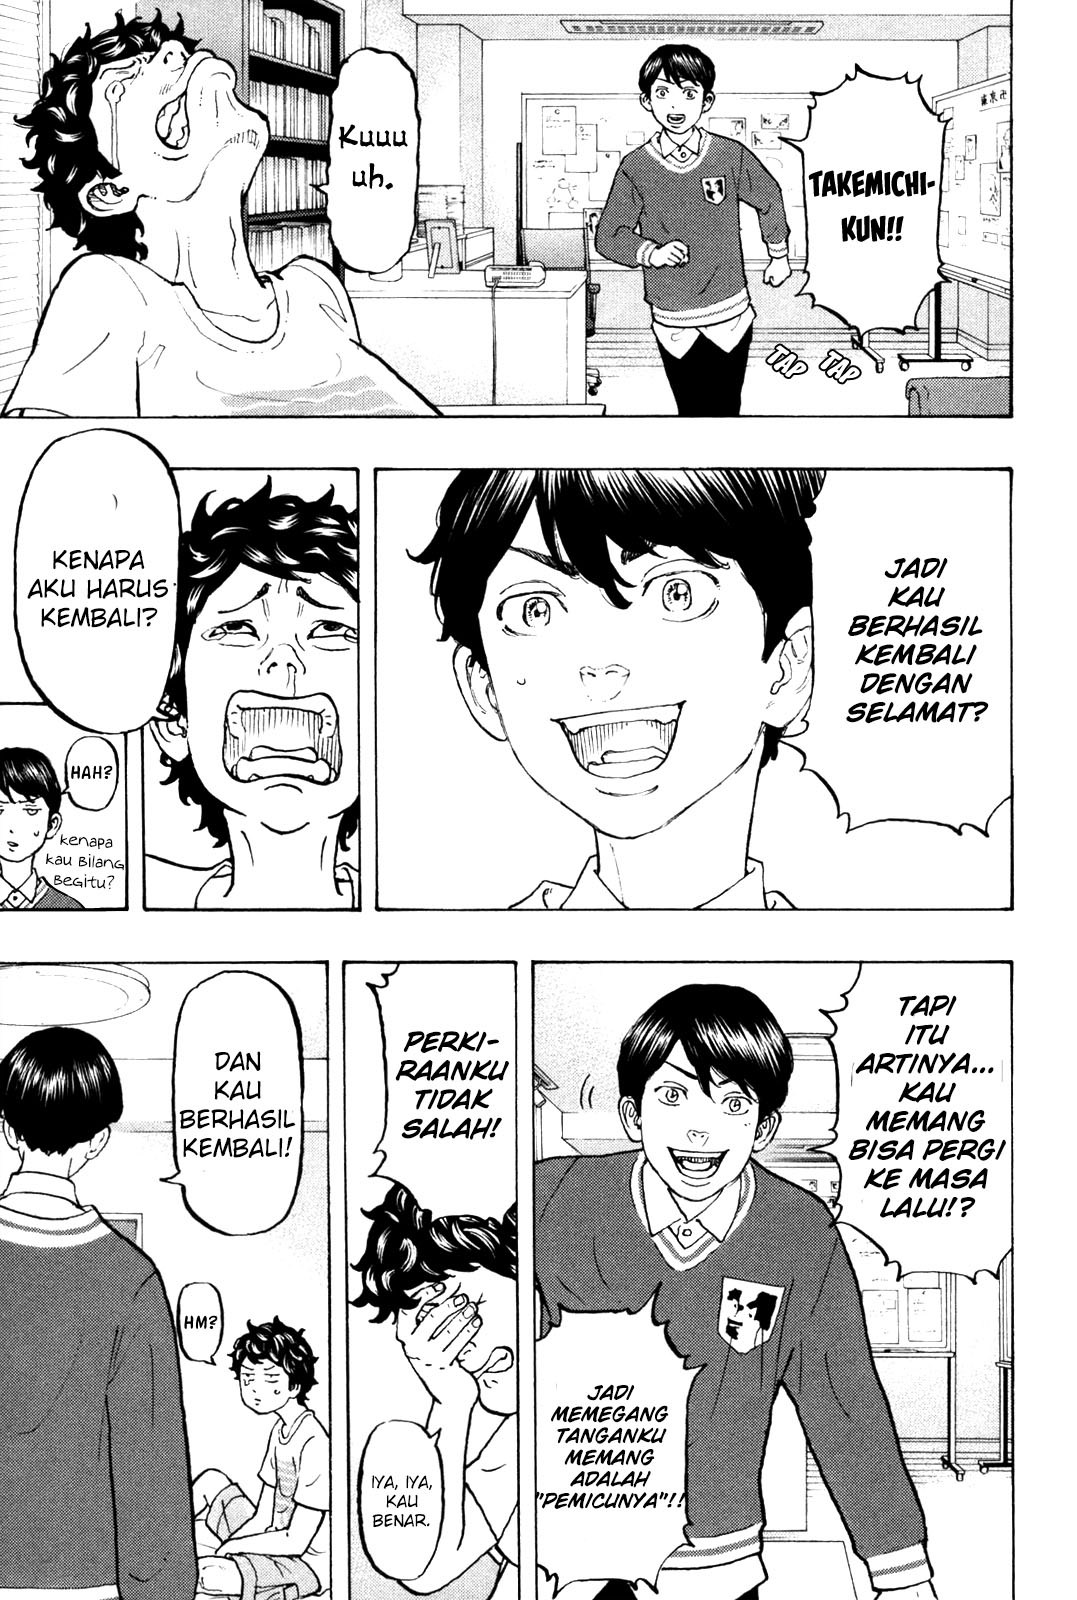 TAKEMICHI-
KUN!!
TAP
TAP
Kuuu
uh.
JADI
KAU
BERHASIL
KEMBALI
DENGAN
SELAMAT?
KENAPA
AKU HARUS
KEMBALI?
HAH?
kenapa
kau Bilang
Begitu?
TAPI
ITU
ARTINYA...
KAU
MEMANG
BISA PERGI
KE MASA
LALU!?
JADI
MEMEGANG
TANGANKU
MEMANG
ADALAH
"PEMICUNYA"!!
PERKI-
RAANKU
TIDAK
SALAH!
IYA, IYA,
KAU
BENAR.
DAN
KAU
BERHASIL
KEMBALI!
HM?